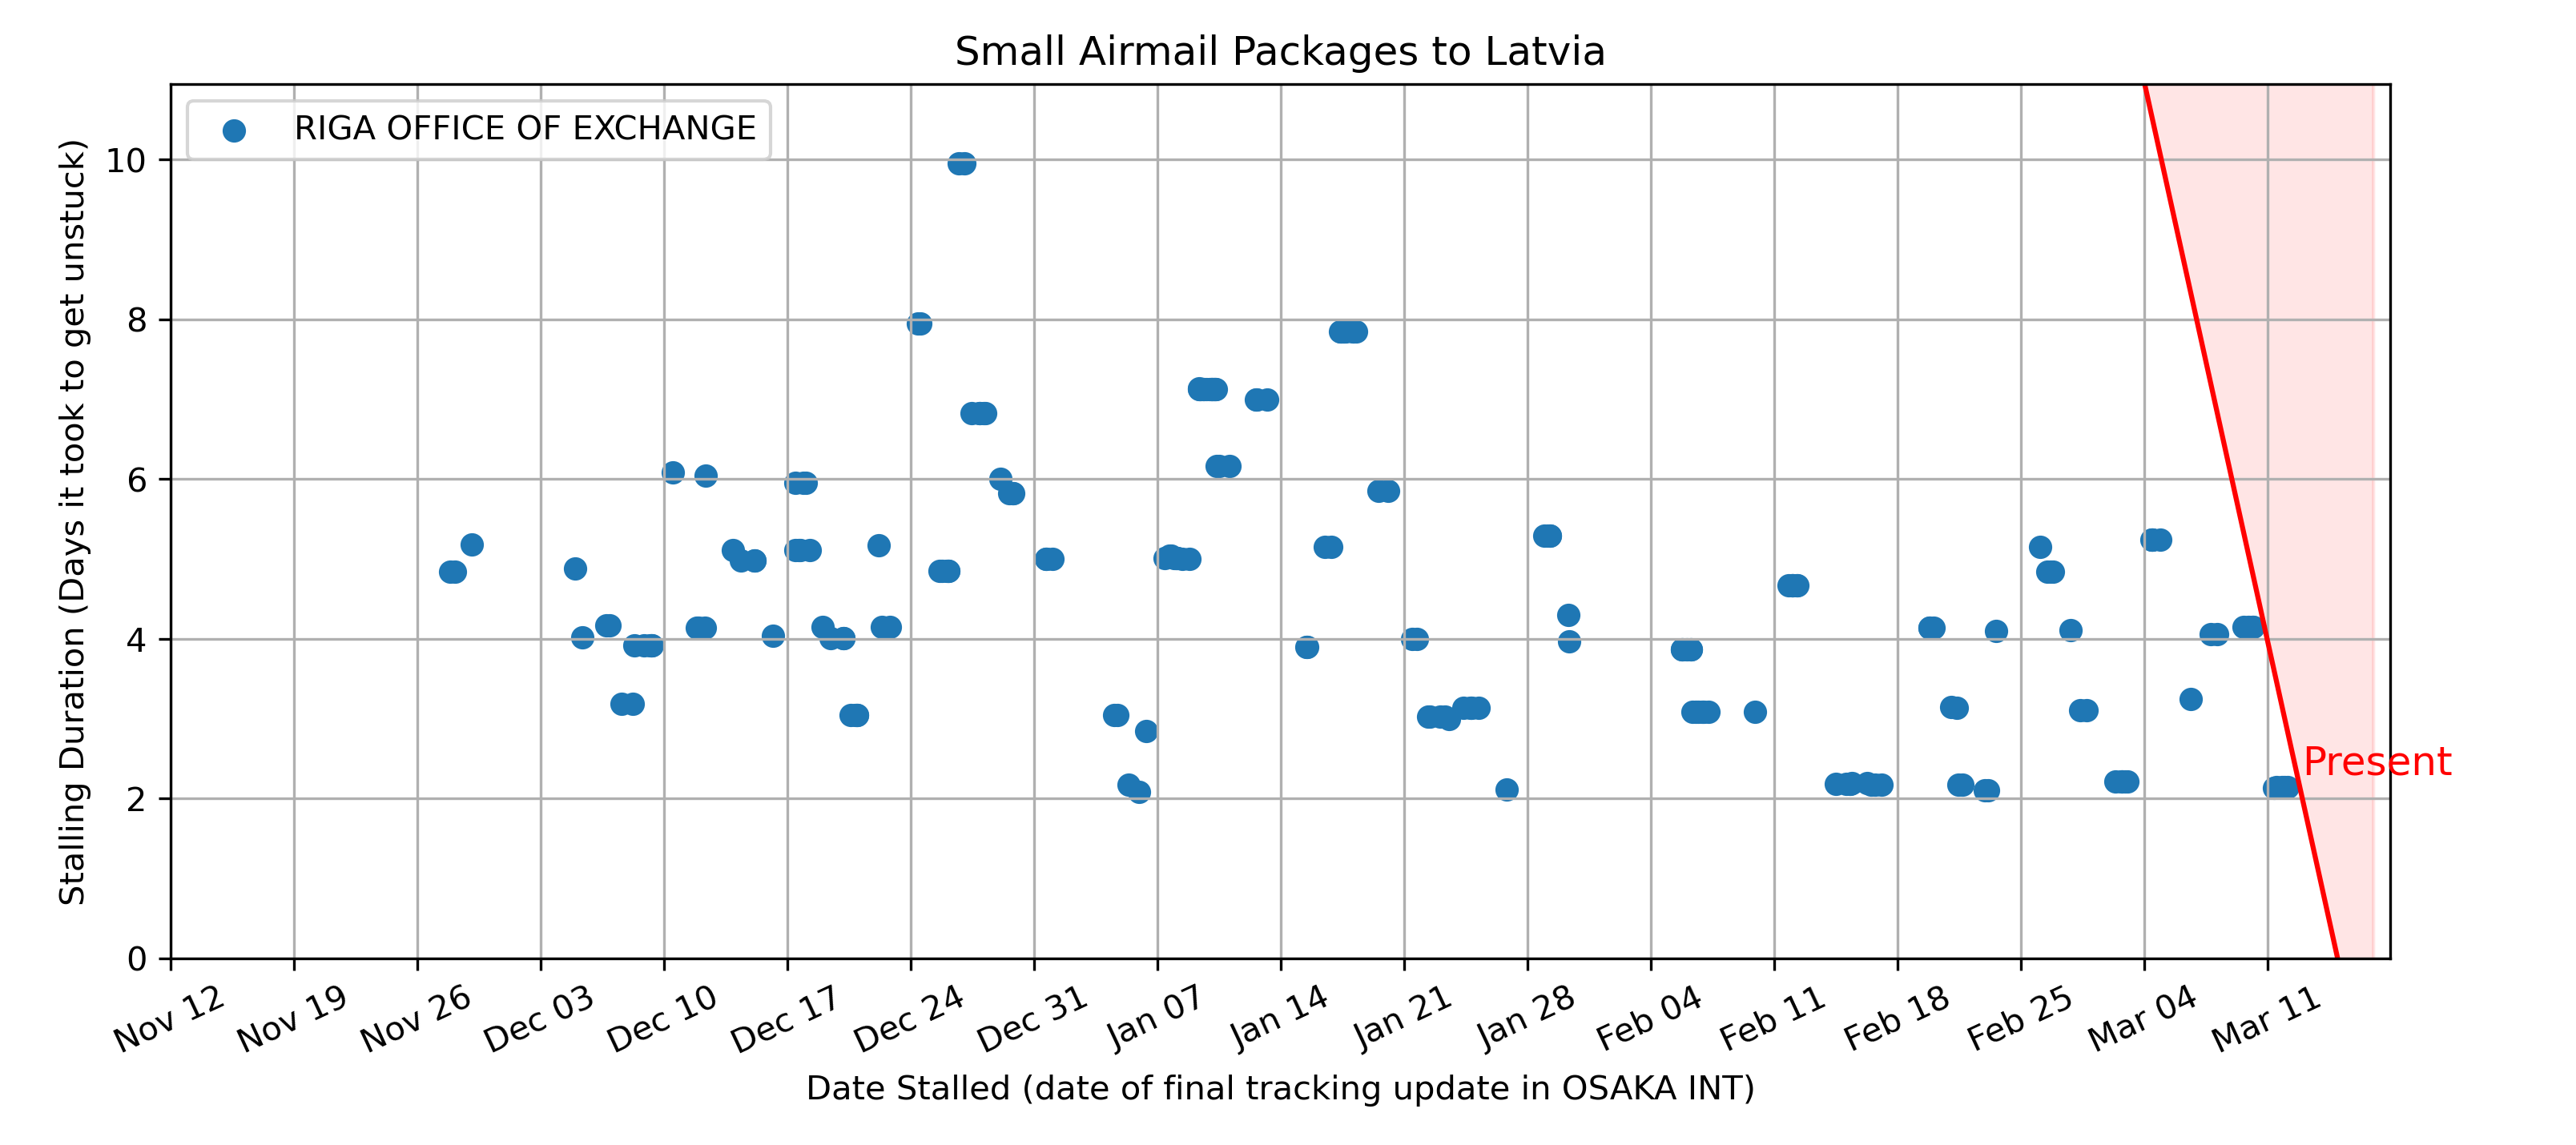 Small Airmail Packages to Latvia
RIGA OFFICE OF EXCHANGE
Stalling Duration (Days it took to get unstuck)
10
8
6
4
2
0
Present
Nov 12
Nov 19
Nov 26
Dec 03
Dec 10
Dec 17
Dec 24
Dec 31
Jan 07
Jan 14
Jan 21
Jan 28
Feb 04
Feb 11
Feb 18
Feb 25
Mar 04
Mar 11
Date Stalled (date of final tracking update in OSAKA INT)